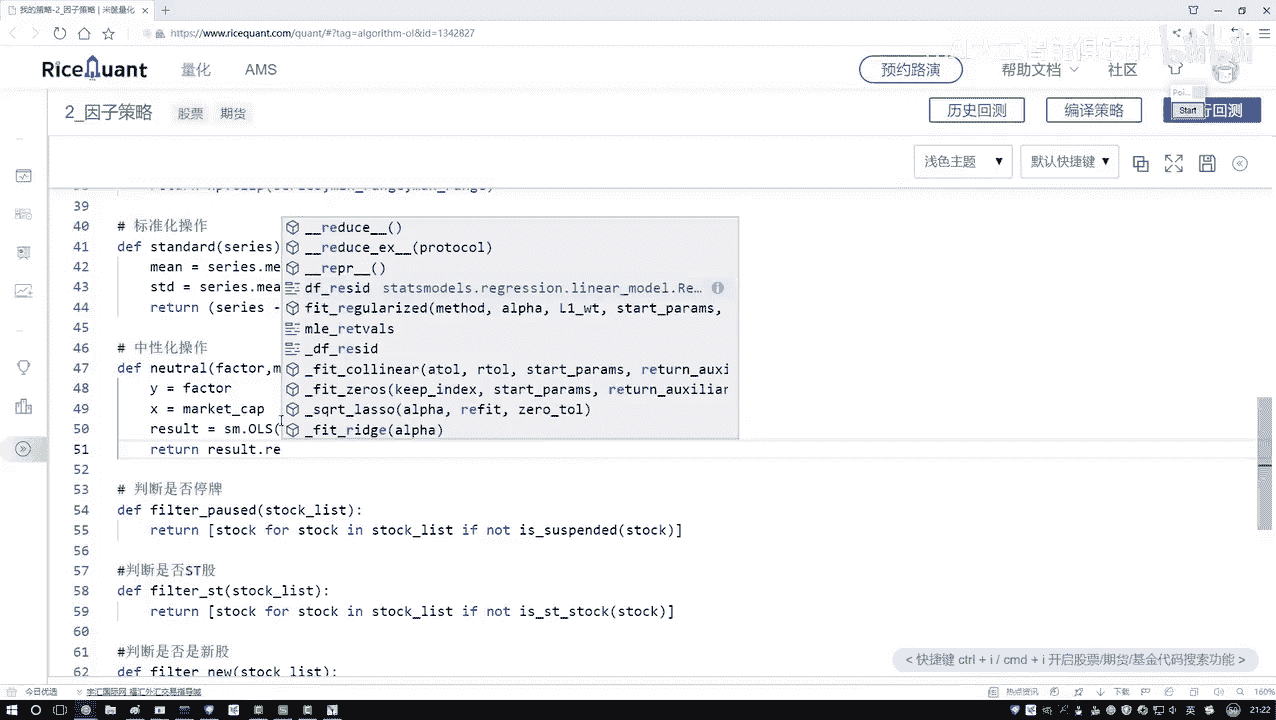 我的策略-2_因子策略 | 米筐量化
https://www.ricequant.com/quant/#?tag=algorithm-ol&id=1342827
RiceQuant 量化 AMS 预约路演 帮助文档 社区
2_因子策略 股票 期货 历史回测 编译策略 行回测
Start
浅色主题 默认快捷键
39
40 # 标准化操作
41 def standard(series)
42 mean = series.me
43 std = series.mea
44 return (series -
45
46 # 中性化操作
47 def neutral(factor,m
48 y = factor
49 x = market_cap
50 result = sm.OLS(
51 return result.re
__reduce__()
__reduce_ex__(protocol)
__repr__()
df_resid statsmodels.regression.linear_model.Re…
fit_regularized(method, alpha, L1_wt, start_params,
mle_retvals
_df_resid
_fit_collinear(atol, rtol, start_params, return_auxi
_fit_zeros(keep_index, start_params, return_auxiliar
_sqrt_lasso(alpha, refit, zero_tol)
_fit_ridge(alpha)
52
53 # 判断是否停牌
54 def filter_paused(stock_list):
55 return [stock for stock in stock_list if not is_suspended(stock)]
56
57 #判断是否ST股
58 def filter_st(stock_list):
59 return [stock for stock in stock_list if not is_st_stock(stock)]
60
61 #判断是否是新股
62 def filter_new(stock_list):
< 快捷键 ctrl + i / cmd + i 开启股票/期货/基金代码搜索功能 >
今日优选
热点资讯 下载 160%
英 21:22